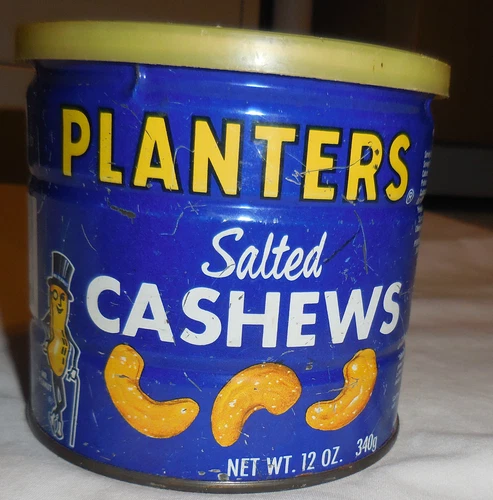 PLANTERS®
Salted
CASHEWS
NET WT. 12 OZ. 340g